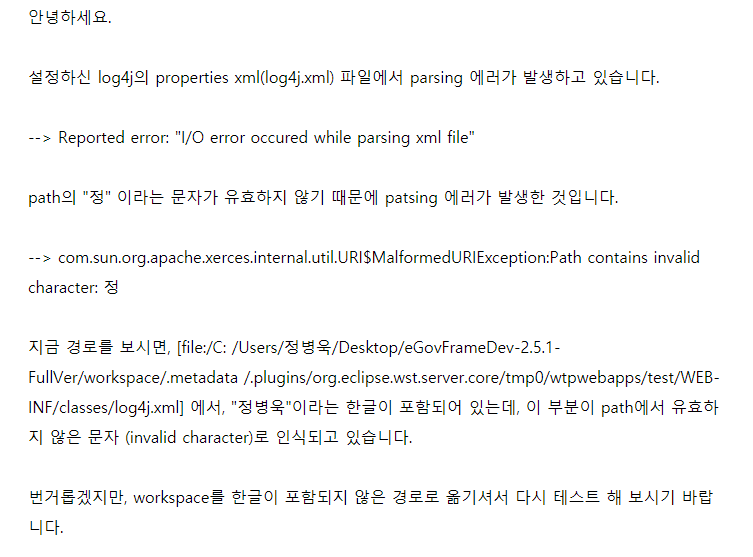 안녕하세요.
설정하신 log4j의 properties xml(log4j.xml) 파일에서 parsing 에러가 발생하고 있습니다.
--> Reported error: "I/O error occured while parsing xml file"
path의 "정" 이라는 문자가 유효하지 않기 때문에 patsing 에러가 발생한 것입니다.
--> com.sun.org.apache.xerces.internal.util.URI$MalformedURIException:Path contains invalid
character: 정
지금 경로를 보시면, [file:/C: /Users/정병욱/Desktop/eGovFrameDev-2.5.1-
FullVer/workspace/.metadata /.plugins/org.eclipse.wst.server.core/tmp0/wtpwebapps/test/WEB-
INF/classes/log4j.xml] 에서, "정병욱"이라는 한글이 포함되어 있는데, 이 부분이 path에서 유효하
지 않은 문자 (invalid character)로 인식되고 있습니다.
번거롭겠지만, workspace를 한글이 포함되지 않은 경로로 옮기셔서 다시 테스트 해 보시기 바랍
니다.